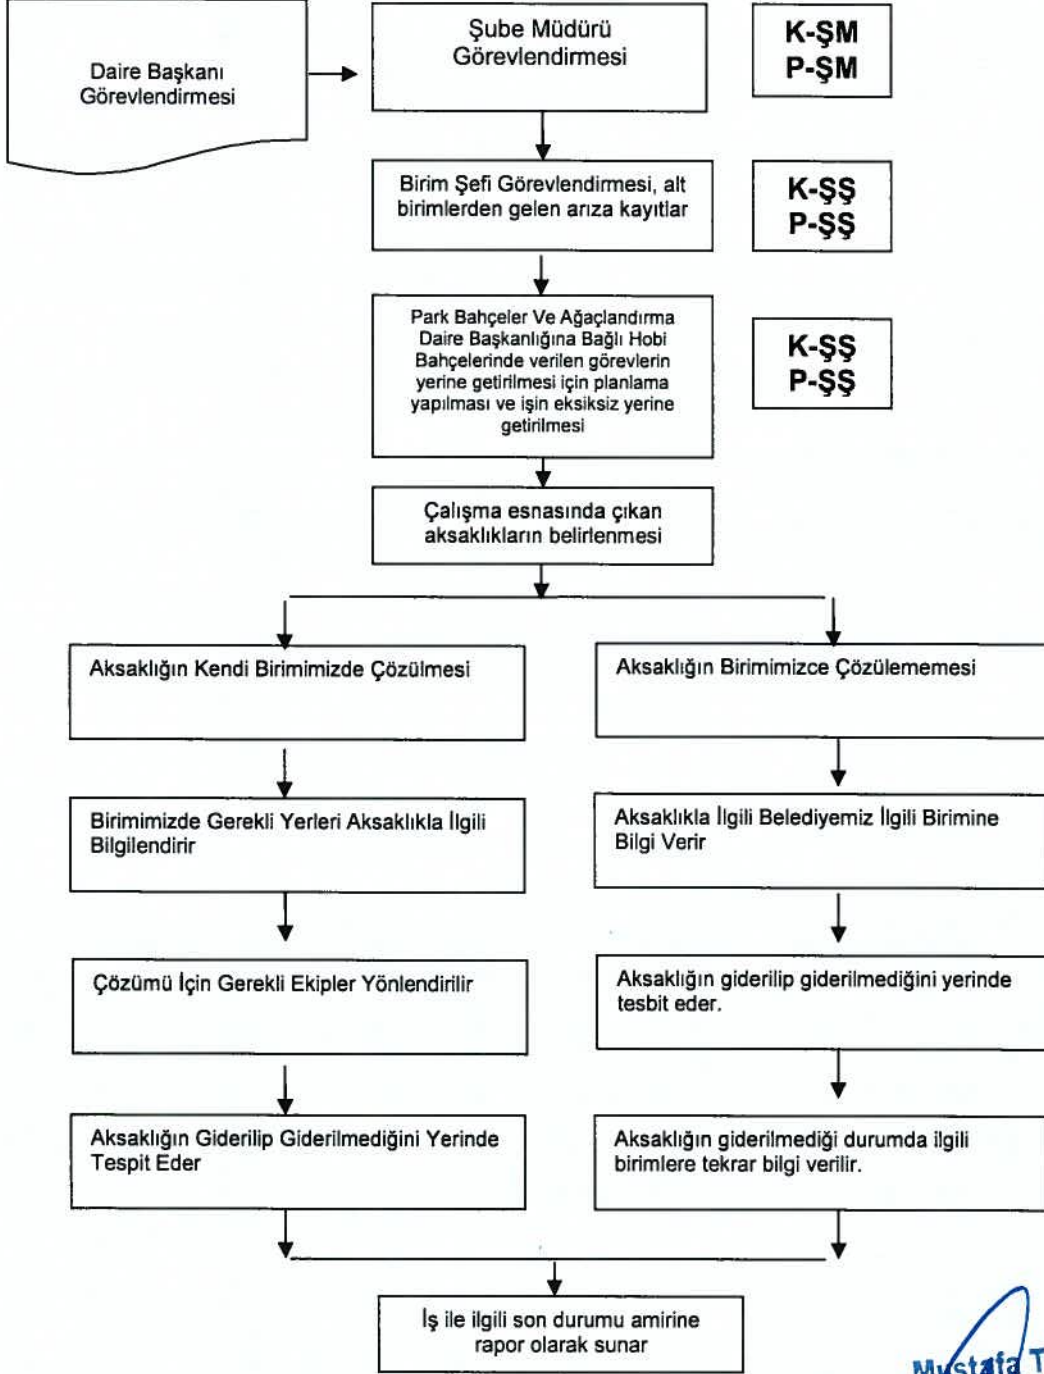 Daire Başkanı
Görevlendirmesi
Şube Müdürü
Görevlendirmesi
K-ŞM
P-ŞM
Birim Şefi Görevlendirmesi, alt
birimlerden gelen arıza kayıtlar
K-ŞŞ
P-ŞŞ
Park Bahçeler Ve Ağaçlandırma
Daire Başkanlığına Bağlı Hobi
Bahçelerinde verilen görevlerin
yerine getirilmesi için planlama
yapılması ve işin eksiksiz yerine
getirilmesi
K-ŞŞ
P-ŞŞ
Çalışma esnasında çıkan
aksaklıkların belirlenmesi
Aksaklığın Kendi Birimimizde Çözülmesi
Aksaklığın Birimimizce Çözülememesi
Birimimizde Gerekli Yerleri Aksaklıkla İlgili
Bilgilendirir
Aksaklıkla İlgili Belediyemiz İlgili Birimine
Bilgi Verir
Çözümü İçin Gerekli Ekipler Yönlendirilir
Aksaklığın giderilip giderilmediğini yerinde
tesbit eder.
Aksaklığın Giderilip Giderilmediğini Yerinde
Tespit Eder
Aksaklığın giderilmediği durumda ilgili
birimlere tekrar bilgi verilir.
İş ile ilgili son durumu amirine
rapor olarak sunar
Mustafa